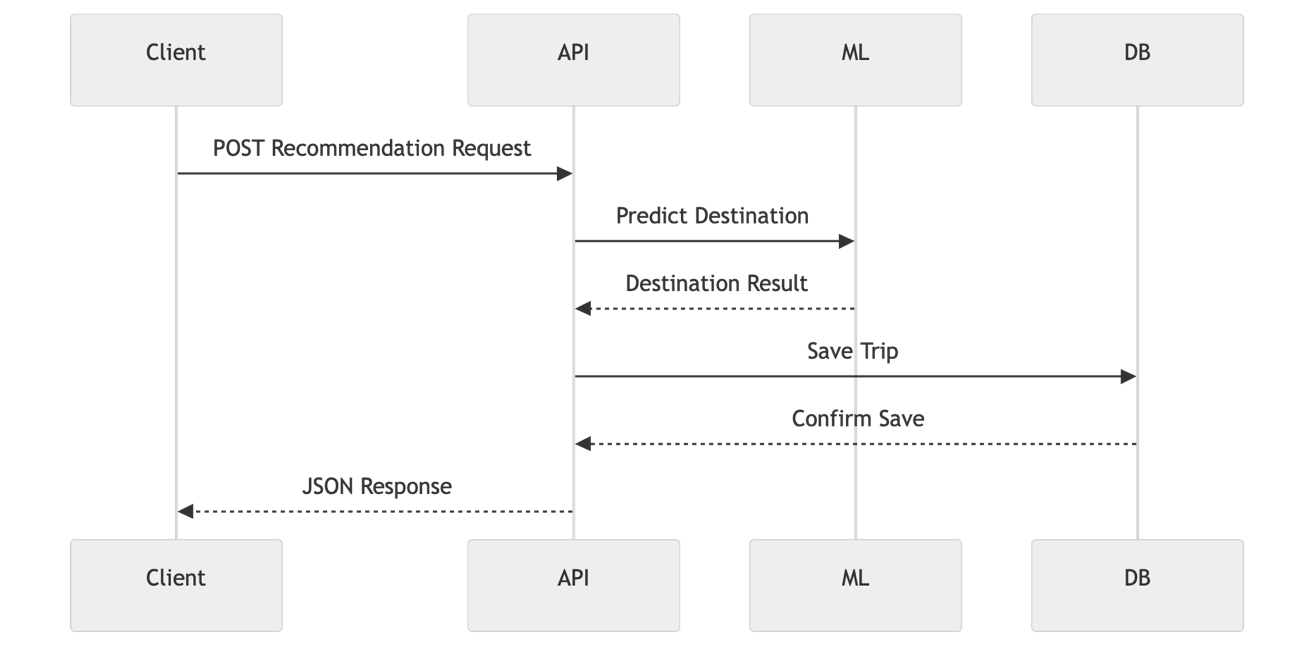 Client
API
ML
DB
POST Recommendation Request
Predict Destination
Destination Result
Save Trip
Confirm Save
JSON Response
Client
API
ML
DB